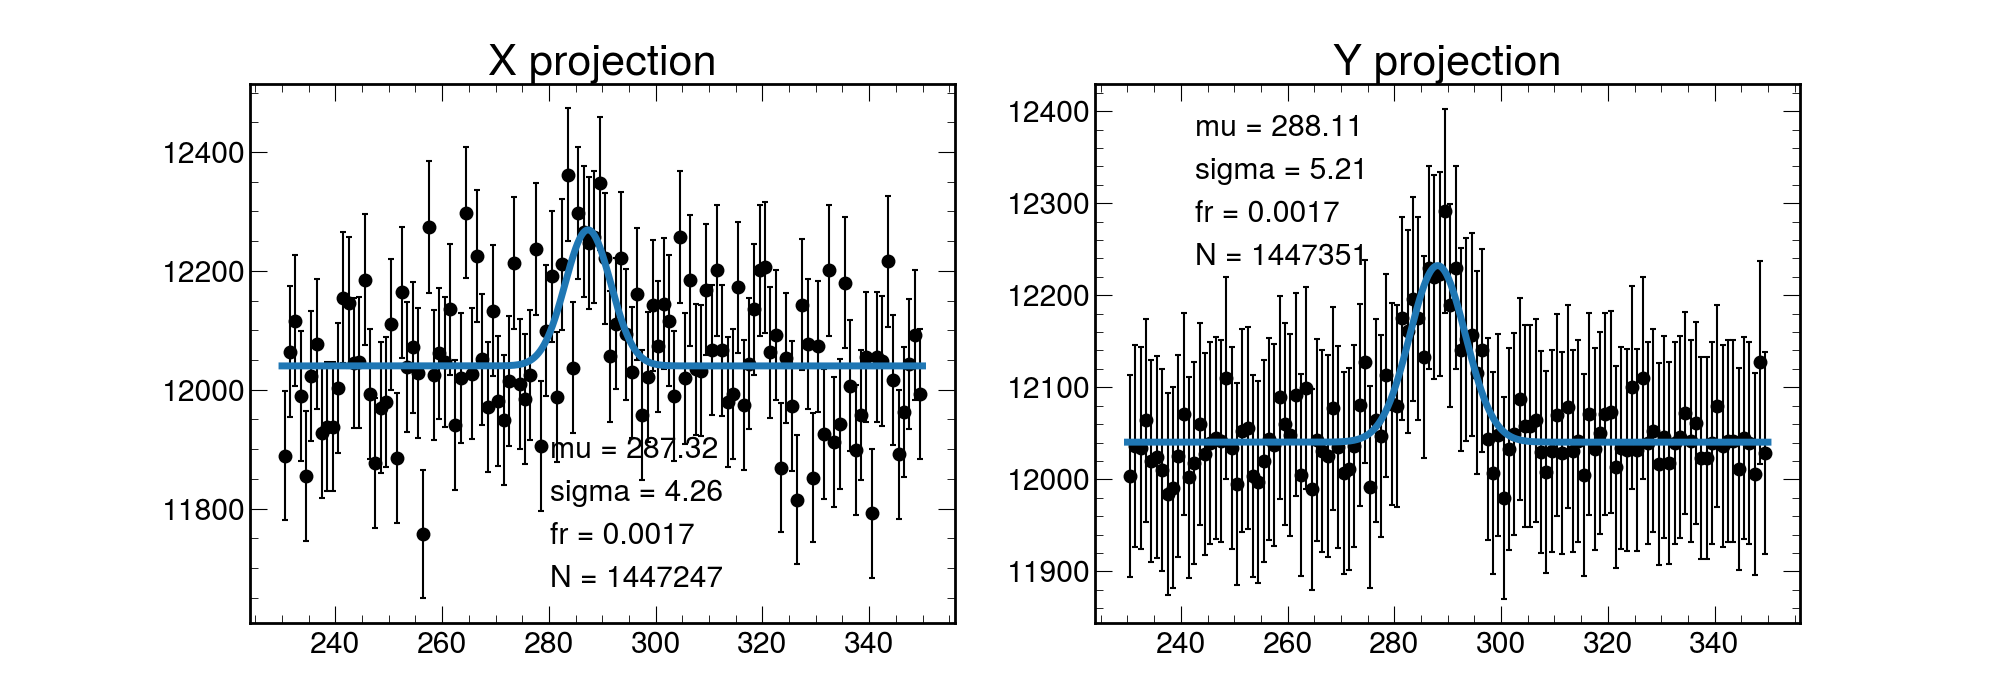 X projection
12400
12200
12000
11800
mu = 287.32
sigma = 4.26
fr = 0.0017
N = 1447247
240 260 280 300 320 340
Y projection
12400
12300
12200
12100
12000
11900
mu = 288.11
sigma = 5.21
fr = 0.0017
N = 1447351
240 260 280 300 320 340